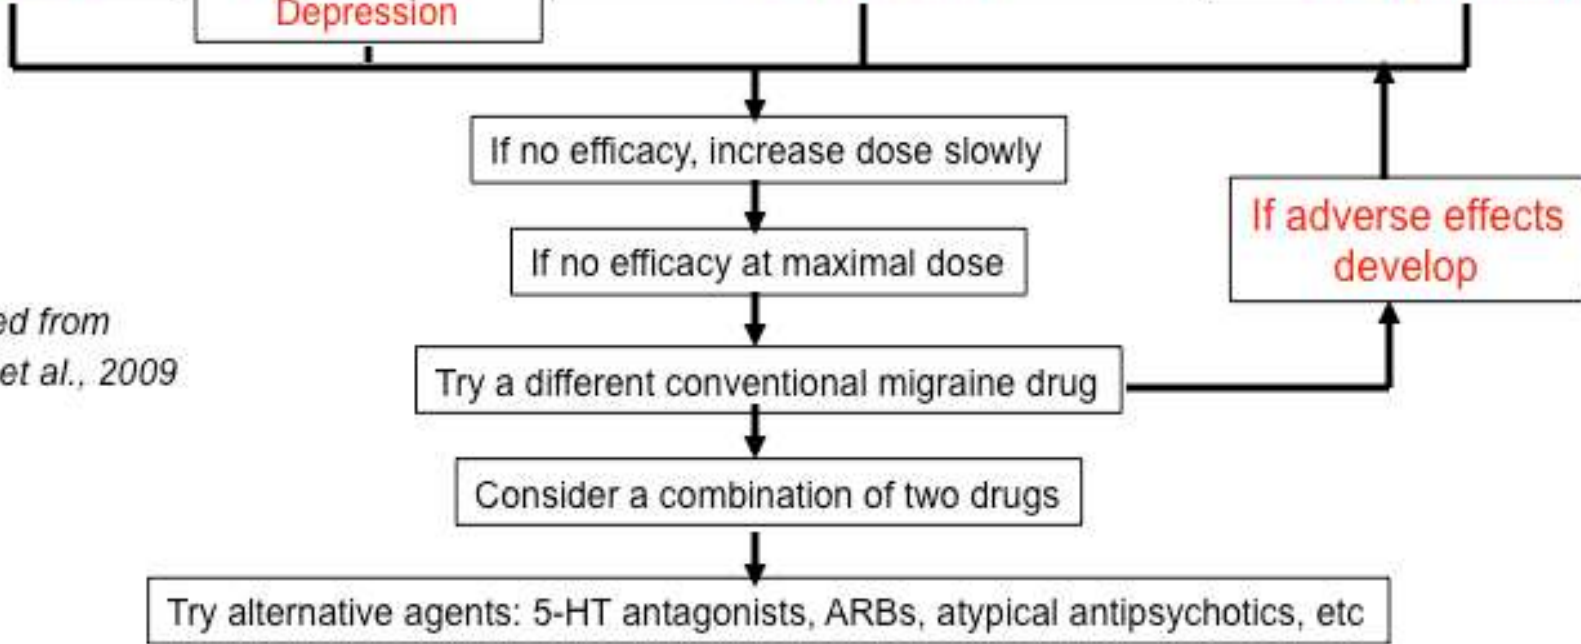 Depression
If no efficacy, increase dose slowly
If adverse effects
develop
If no efficacy at maximal dose
ed from
et al., 2009
Try a different conventional migraine drug
Consider a combination of two drugs
Try alternative agents: 5-HT antagonists, ARBs, atypical antipsychotics, etc